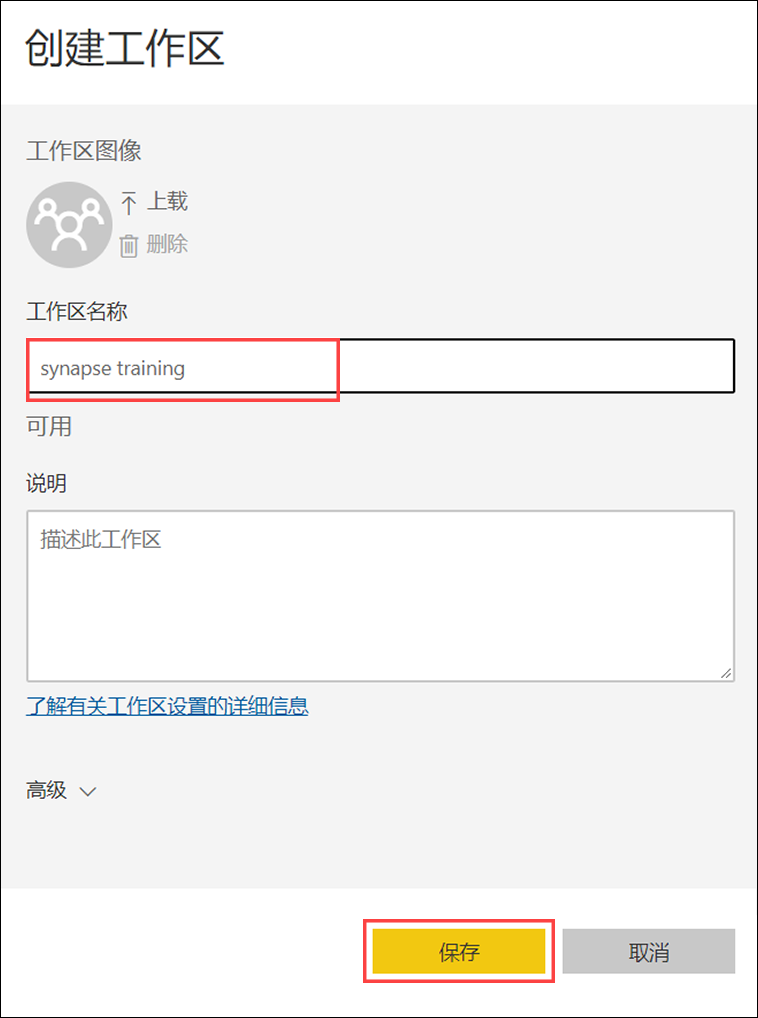 创建工作区
工作区图像
上载
删除
工作区名称
synapse training
可用
说明
描述此工作区
了解有关工作区设置的详细信息
高级
保存
取消